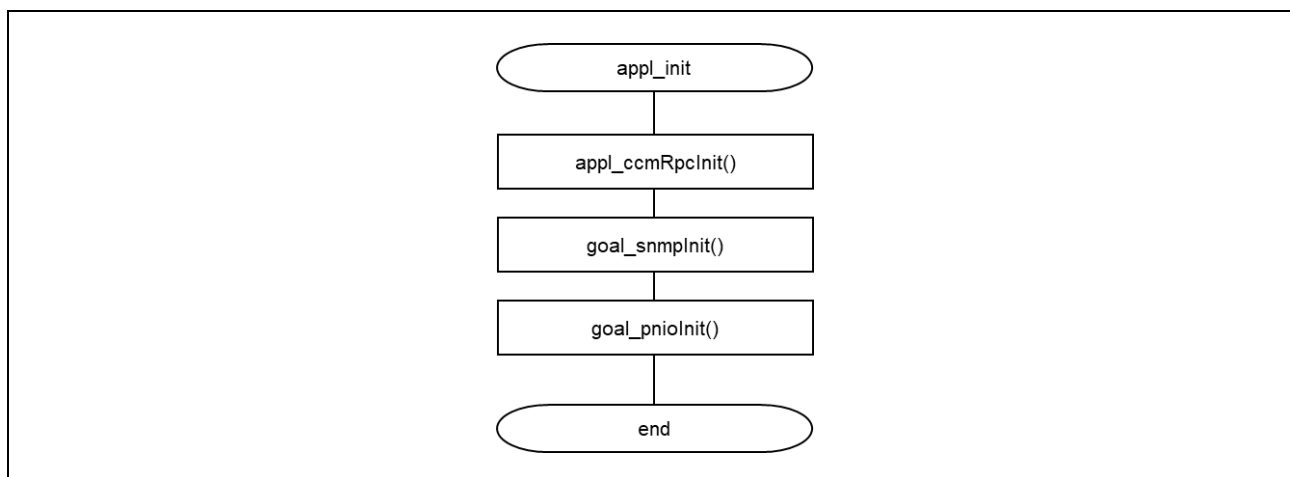 appl_init
appl_ccmRpcInit()
goal_snmpInit()
goal_pnioInit()
end